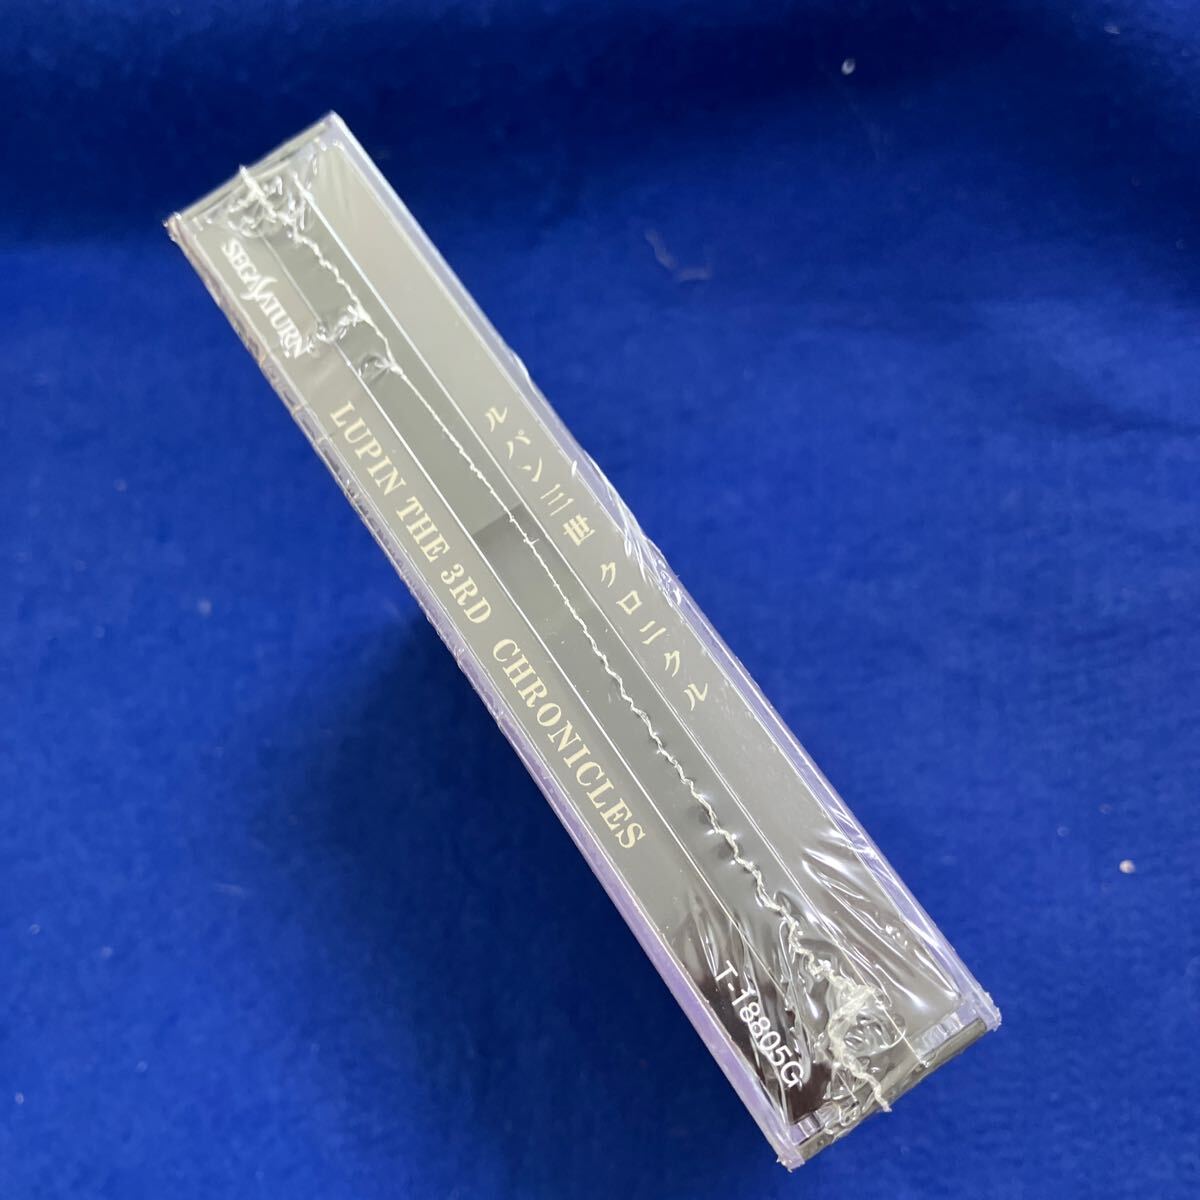 SEGA SATURN
LUPIN THE 3RD CHRONICLES
ルパン三世 クロニクル
T-18805G